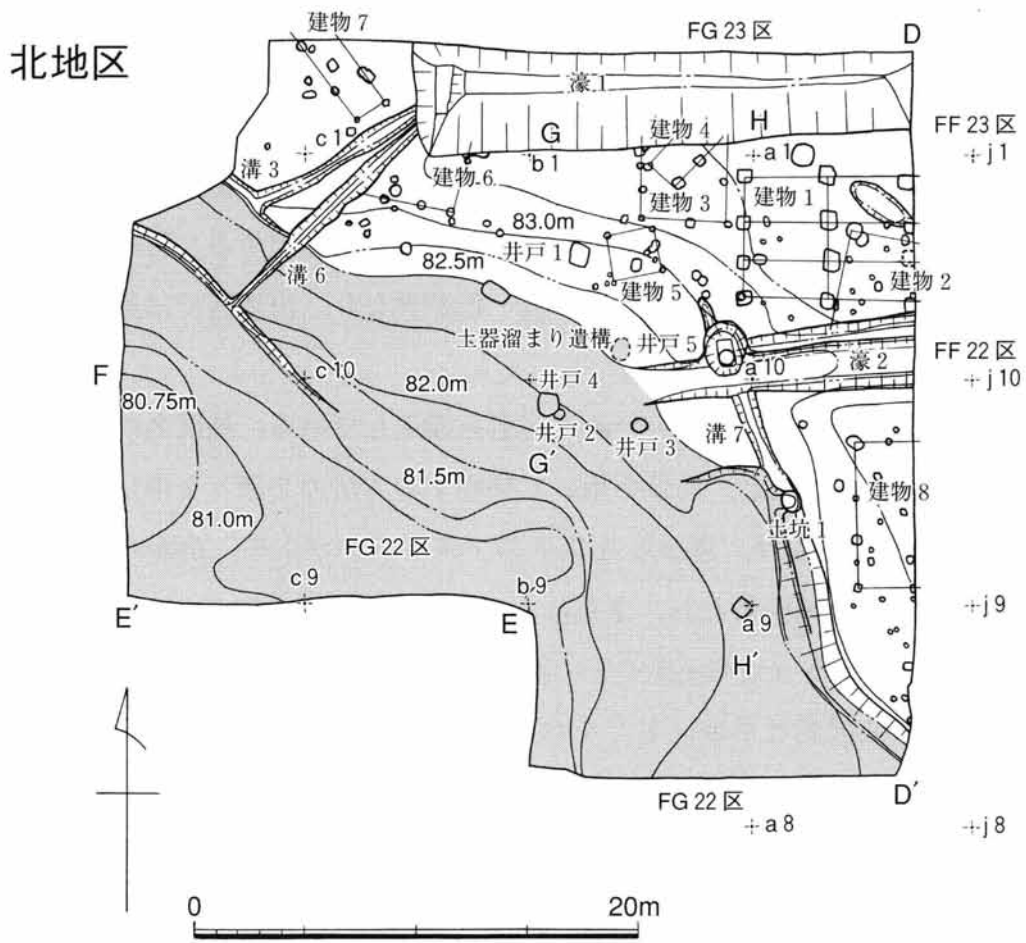 北地区
建物7
FG 23 区
D
濠1
FF 23 区
c 1
G
b 1
建物4
H
a 1
j 1
溝3
建物6
建物3
建物1
83.0m
井戸1
82.5m
建物2
溝6
建物5
土器溜まり遺構
井戸5
FF 22 区
F
c 10
82.0m
井戸4
a 10
濠2
j 10
80.75m
井戸2
井戸3
溝7
G′
81.5m
建物8
81.0m
土坑1
FG 22 区
c 9
b 9
j 9
E′
E
a 9
H′
FG 22 区
D′
a 8
j 8
0
20m